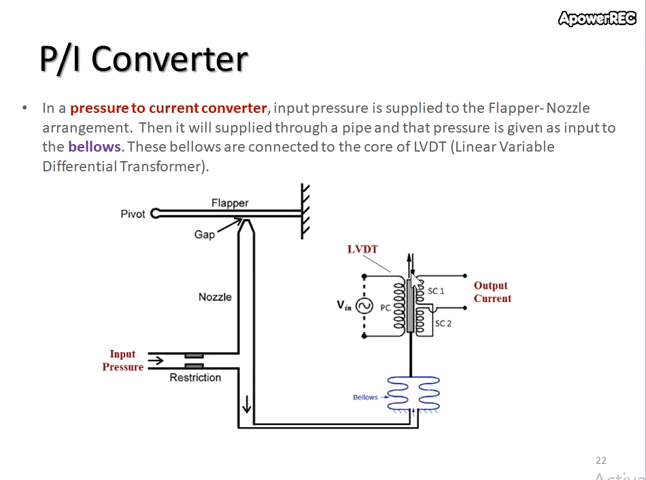 ApowerREC
P/I Converter
• In a pressure to current converter, input pressure is supplied to the Flapper-Nozzle
arrangement. Then it will supplied through a pipe and that pressure is given as input to
the bellows. These bellows are connected to the core of LVDT (Linear Variable
Differential Transformer).
Flapper
Pivot
Gap
LVDT
Output
Current
SC 1
Nozzle
Vin
PC
SC 2
Input
Pressure
Restriction
Bellows
22
Activa